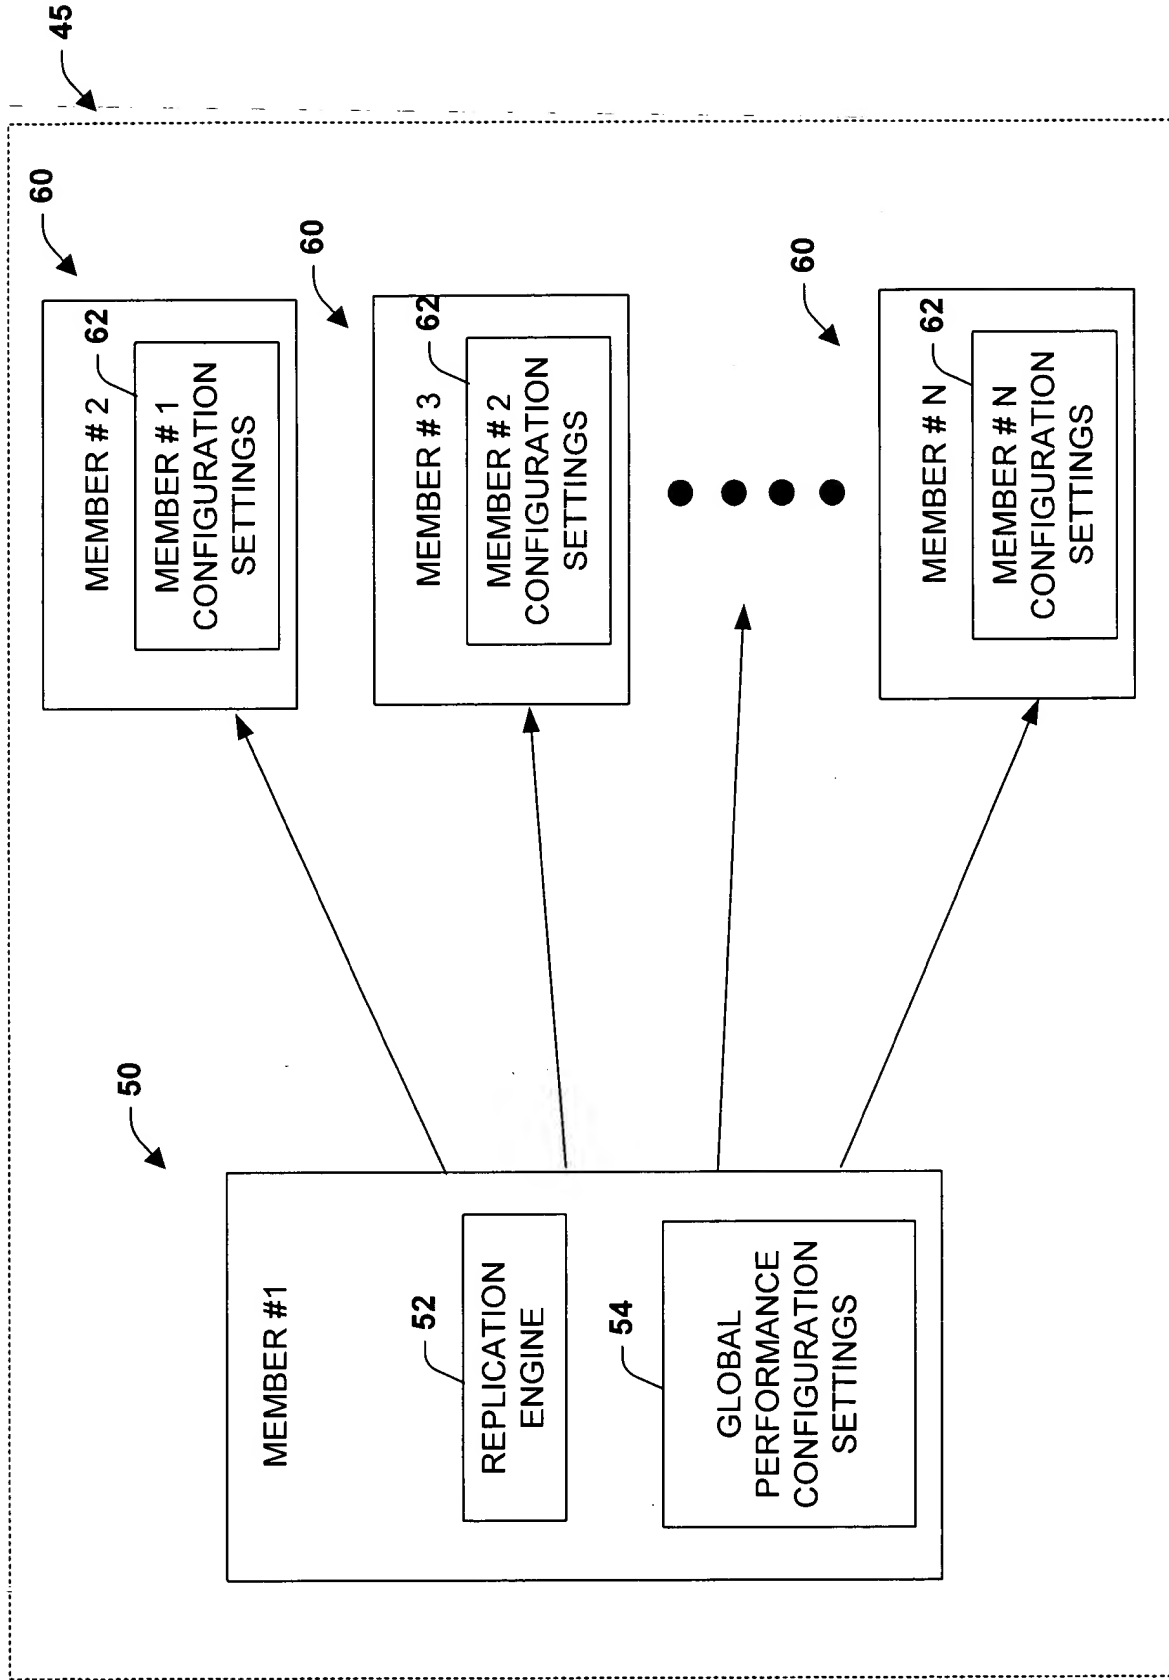 45
60
MEMBER # 2
62
MEMBER # 1
CONFIGURATION
SETTINGS
60
MEMBER # 3
62
MEMBER # 2
CONFIGURATION
SETTINGS
60
MEMBER # N
62
MEMBER # N
CONFIGURATION
SETTINGS
50
MEMBER #1
52
REPLICATION
ENGINE
54
GLOBAL
PERFORMANCE
CONFIGURATION
SETTINGS